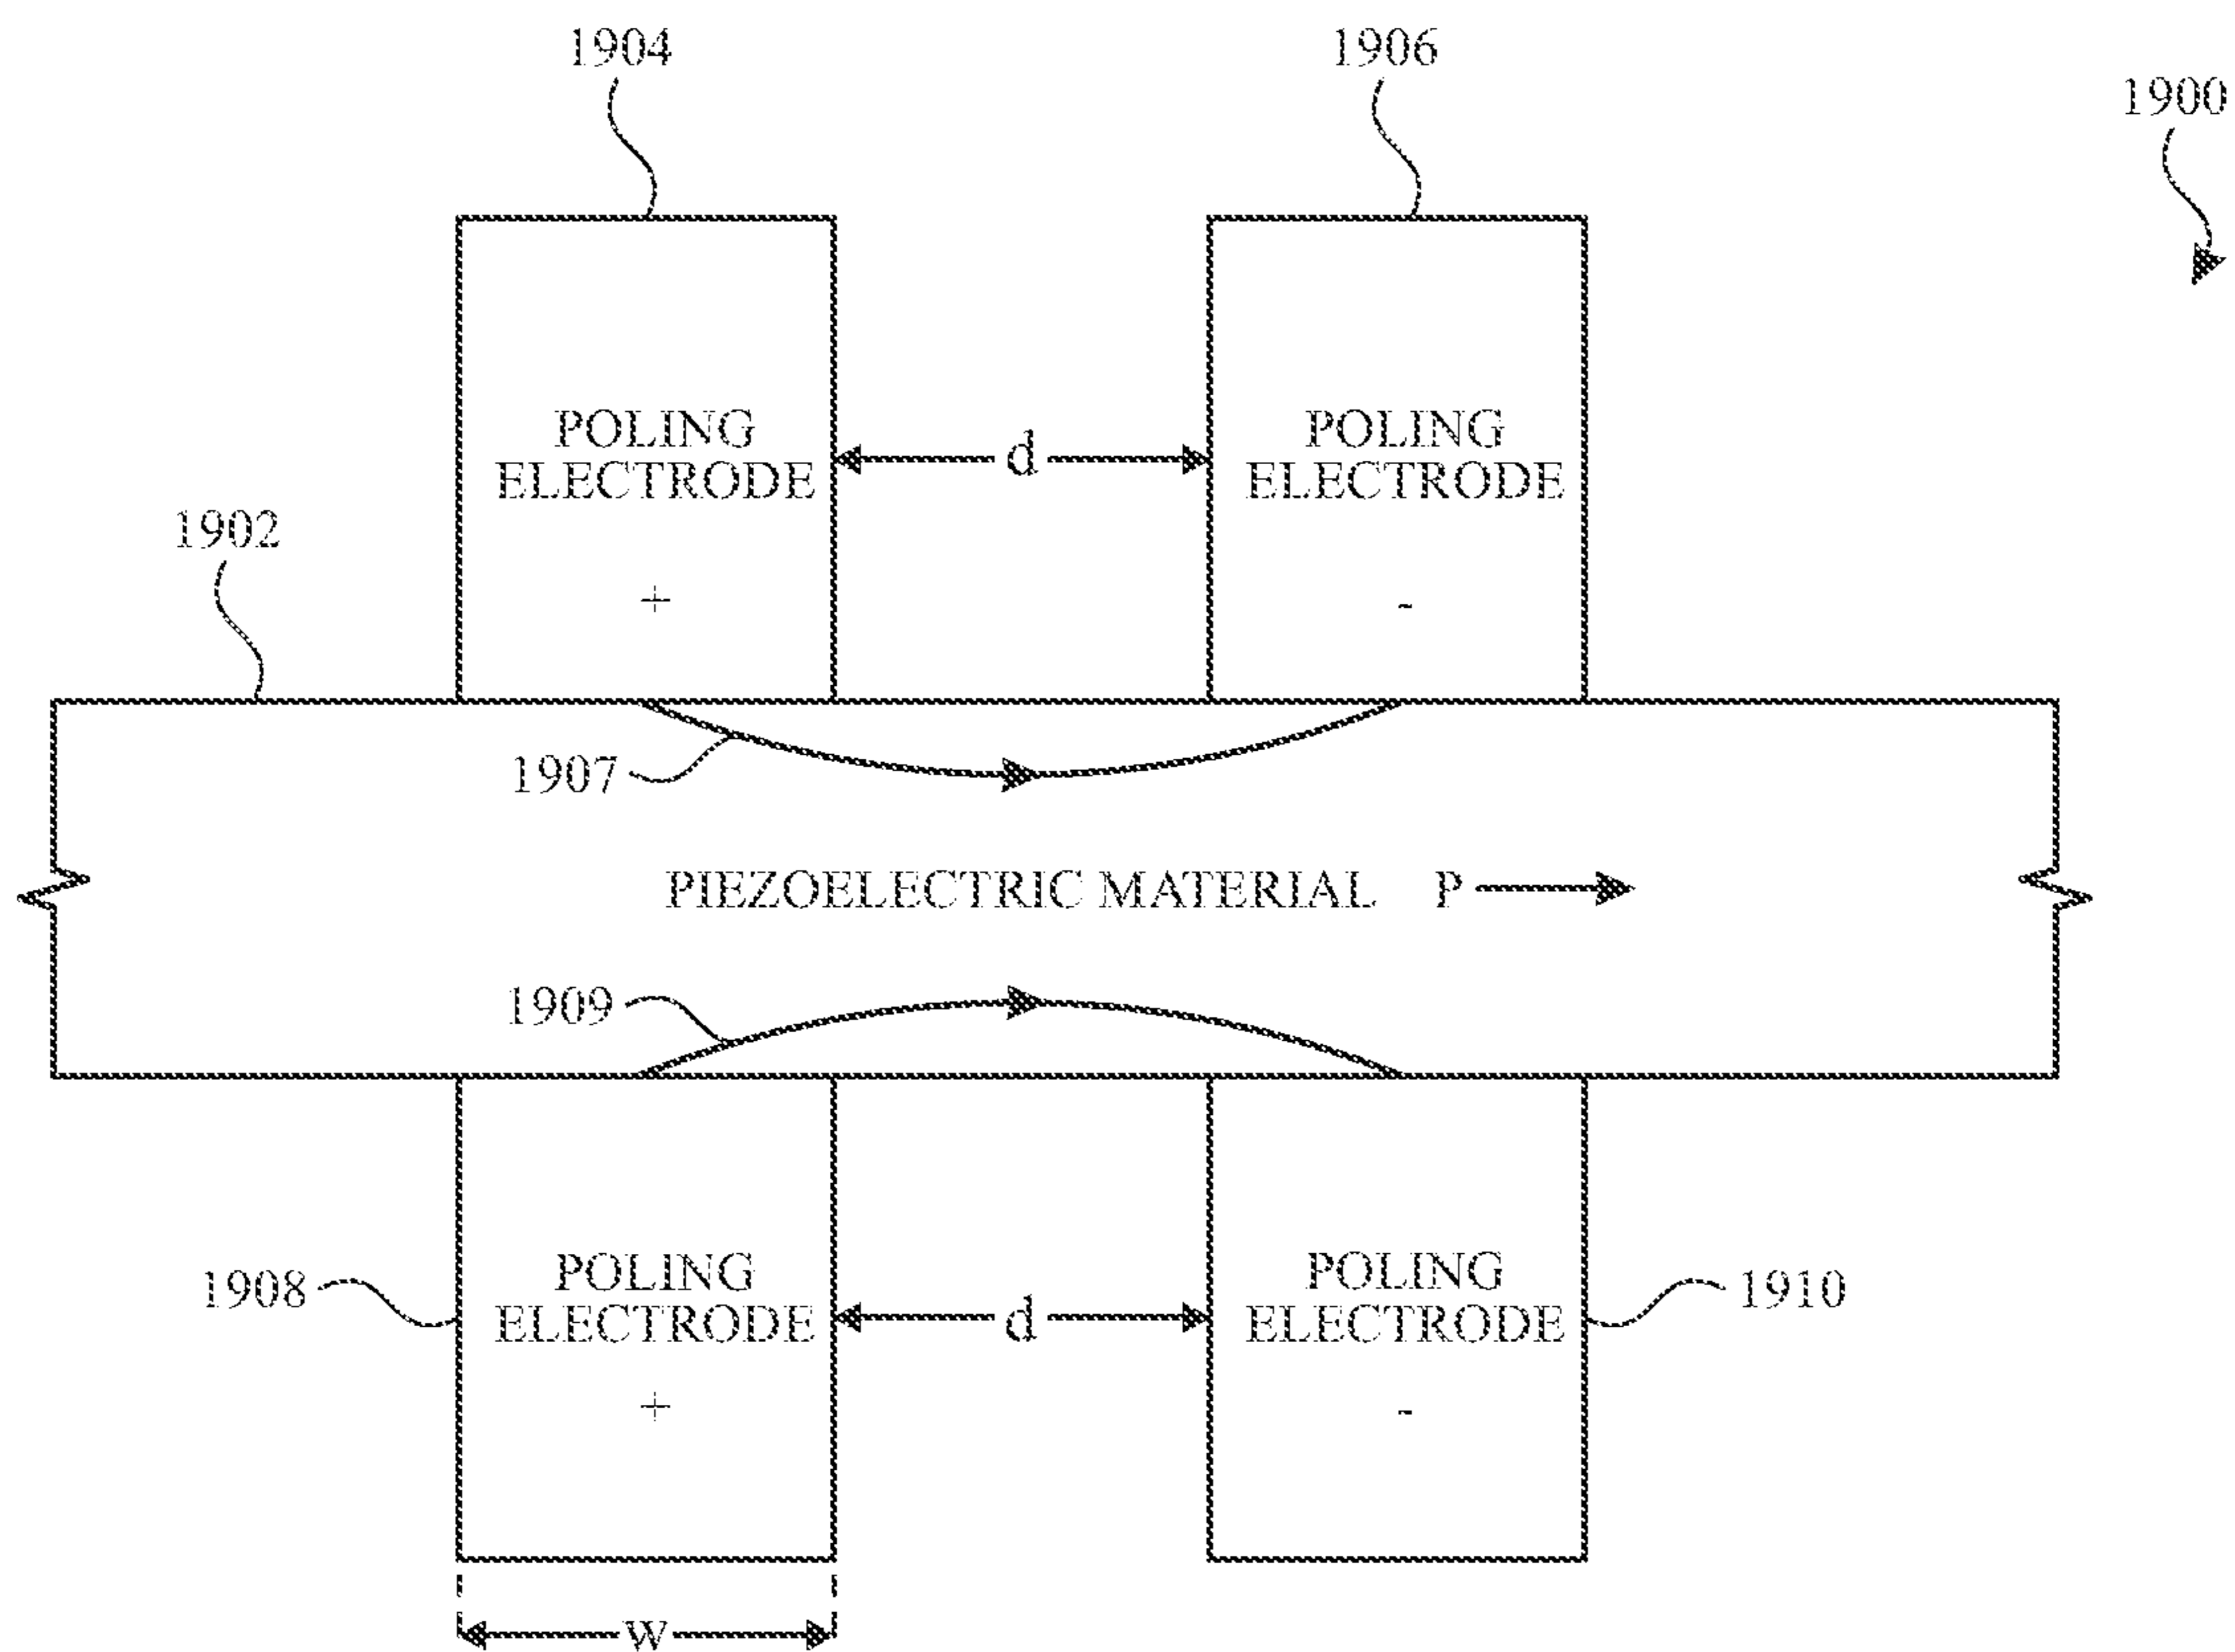 1904
1906
1900
POLING
ELECTRODE
+
d
POLING
ELECTRODE
-
1902
1907
PIEZOELECTRIC MATERIAL P
1909
1908
POLING
ELECTRODE
+
d
POLING
ELECTRODE
-
1910
w